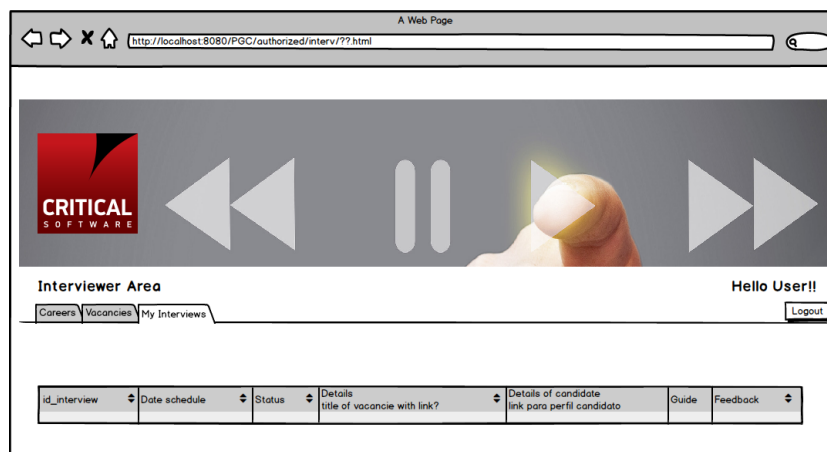 A Web Page
http://localhost:8080/PGC/authorized/interv/??.html
CRITICAL
SOFTWARE
Interviewer Area
Hello User!!
Careers
Vacancies
My Interviews
Logout
id_interview
Date schedule
Status
Details
title of vacancie with link?
Details of candidate
link para perfil candidato
Guide
Feedback